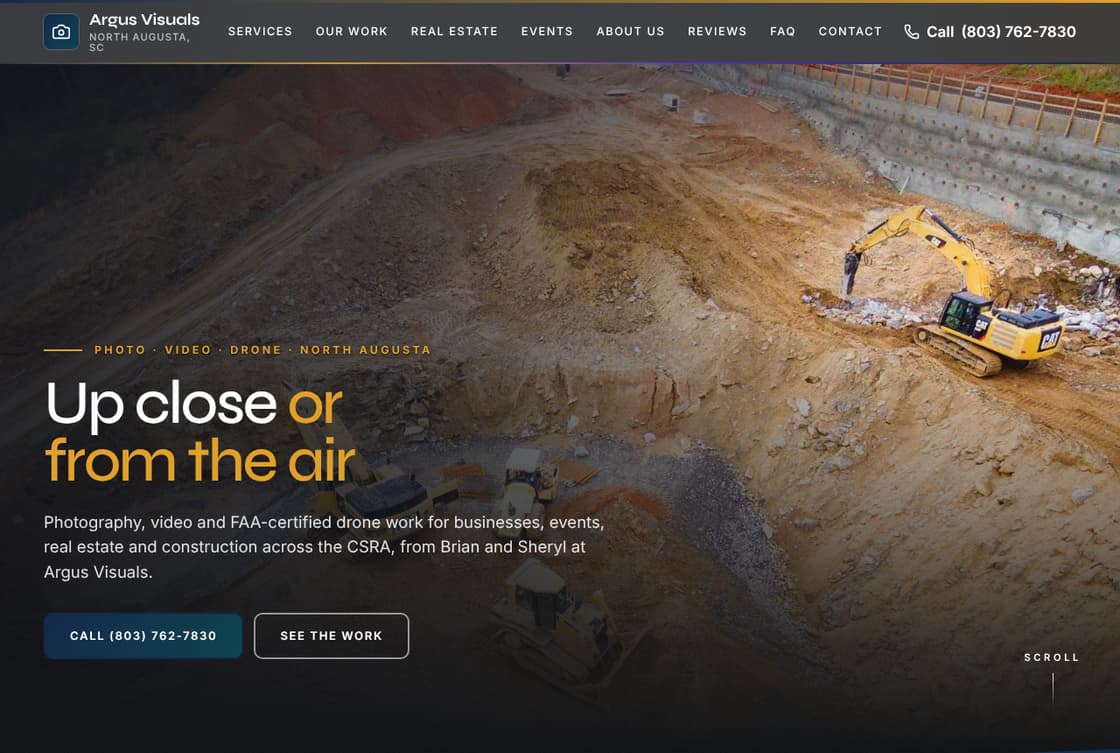 Argus Visuals
NORTH AUGUSTA,
SC
SERVICES
OUR WORK
REAL ESTATE
EVENTS
ABOUT US
REVIEWS
FAQ
CONTACT
Call (803) 762-7830
CAT
CAT
PHOTO · VIDEO · DRONE · NORTH AUGUSTA
Up close or
from the air
Photography, video and FAA-certified drone work for businesses, events,
real estate and construction across the CSRA, from Brian and Sheryl at
Argus Visuals.
CALL (803) 762-7830
SEE THE WORK
SCROLL